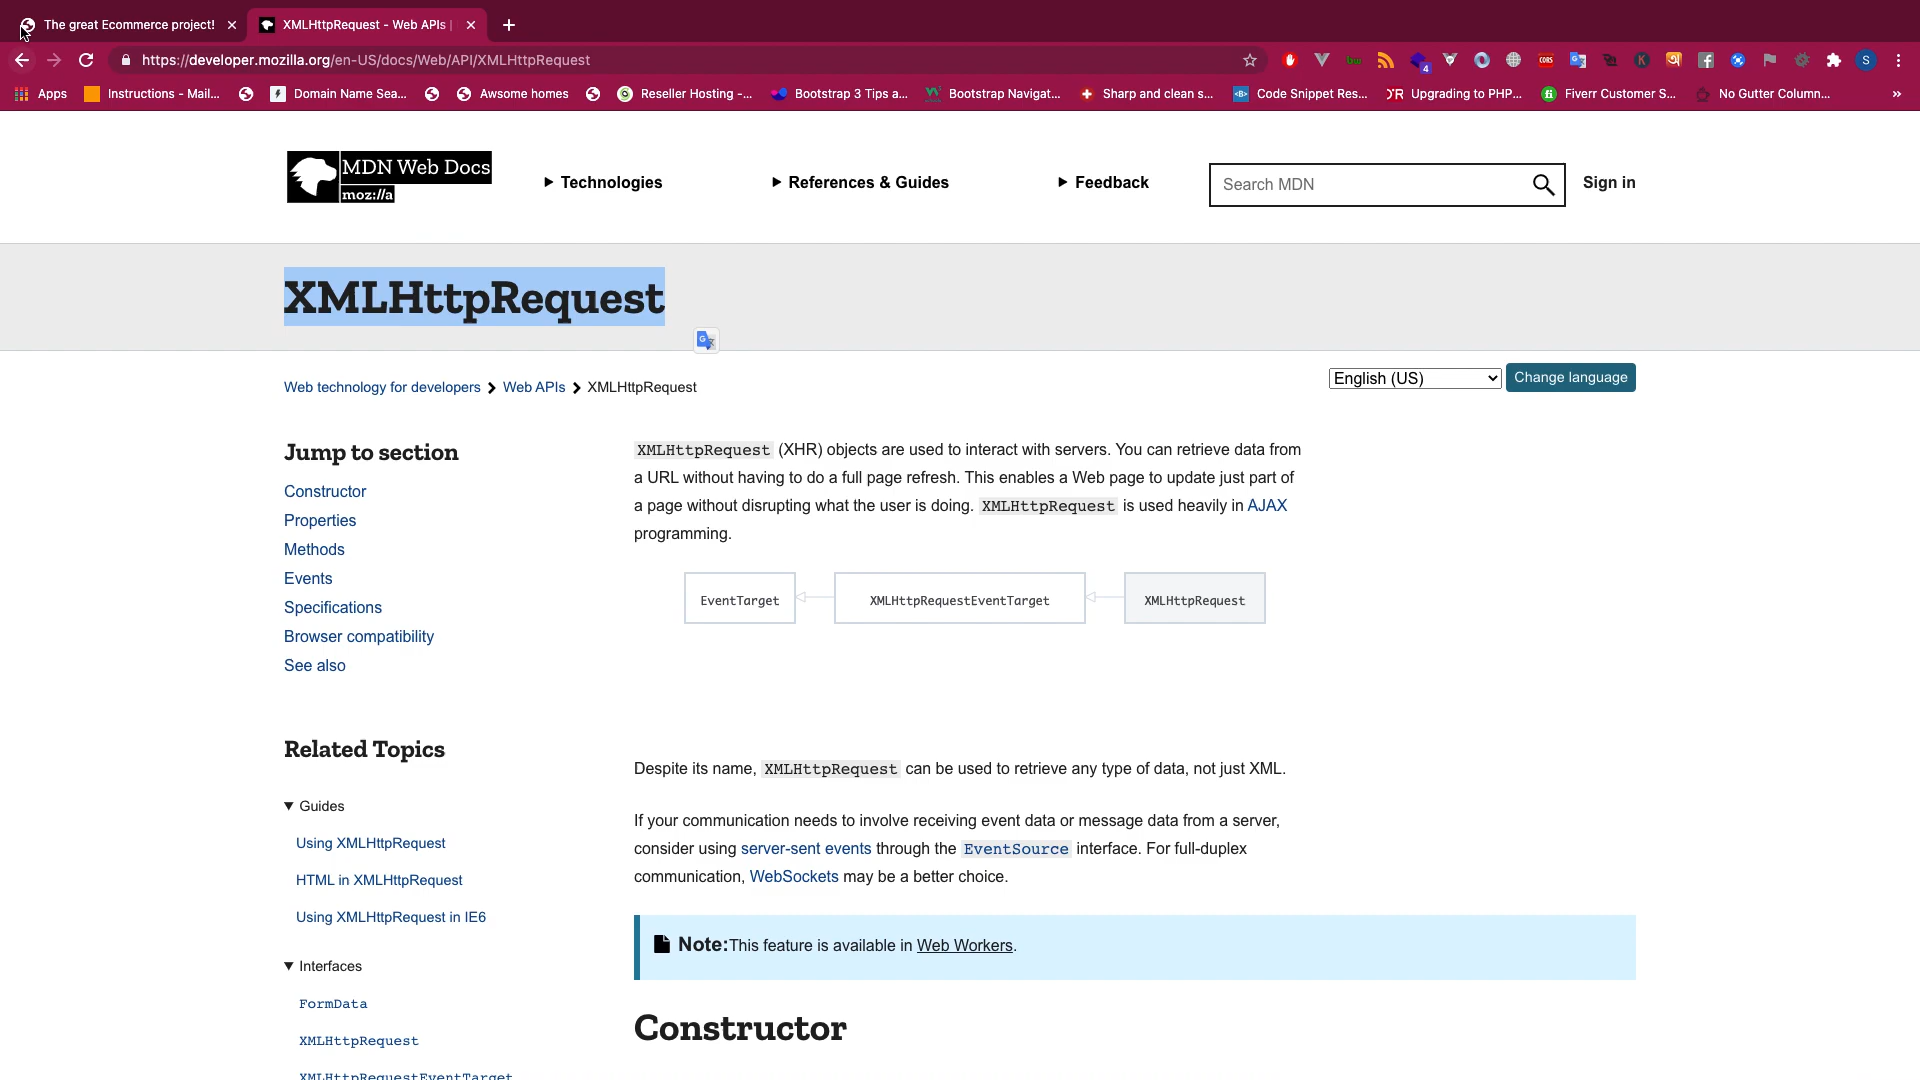 The great Ecommerce project!
XMLHttpRequest - Web APIs |
https://developer.mozilla.org/en-US/docs/Web/API/XMLHttpRequest
bw
4
CORS
K
S
Apps
Instructions - Mail...
Domain Name Sea...
Awsome homes
Reseller Hosting -...
Bootstrap 3 Tips a...
Bootstrap Navigat...
Sharp and clean s...
Code Snippet Res...
Upgrading to PHP...
Fiverr Customer S...
No Gutter Column...
»
MDN Web Docs
moz://a
Technologies
References & Guides
Feedback
Search MDN
Sign in
XMLHttpRequest
Web technology for developers
Web APIs
XMLHttpRequest
English (US)
Change language
Jump to section
Constructor
Properties
Methods
Events
Specifications
Browser compatibility
See also
Related Topics
Guides
Using XMLHttpRequest
HTML in XMLHttpRequest
Using XMLHttpRequest in IE6
Interfaces
FormData
XMLHttpRequest
XMLHttpRequestEventTarget
XMLHttpRequest (XHR) objects are used to interact with servers. You can retrieve data from
a URL without having to do a full page refresh. This enables a Web page to update just part of
a page without disrupting what the user is doing. XMLHttpRequest is used heavily in AJAX
programming.
EventTarget
XMLHttpRequestEventTarget
XMLHttpRequest
Despite its name, XMLHttpRequest can be used to retrieve any type of data, not just XML.
If your communication needs to involve receiving event data or message data from a server,
consider using server-sent events through the EventSource interface. For full-duplex
communication, WebSockets may be a better choice.
Note:This feature is available in Web Workers.
Constructor